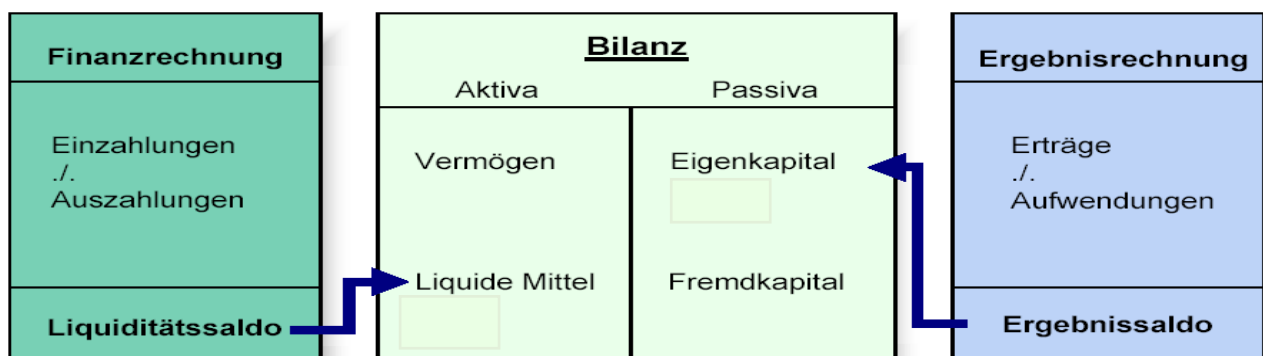 Finanzrechnung
Einzahlungen
./.
Auszahlungen
Liquiditätssaldo
Bilanz
Aktiva Passiva
Vermögen Eigenkapital
Liquide Mittel Fremdkapital
Ergebnisrechnung
Erträge
./.
Aufwendungen
Ergebnissaldo